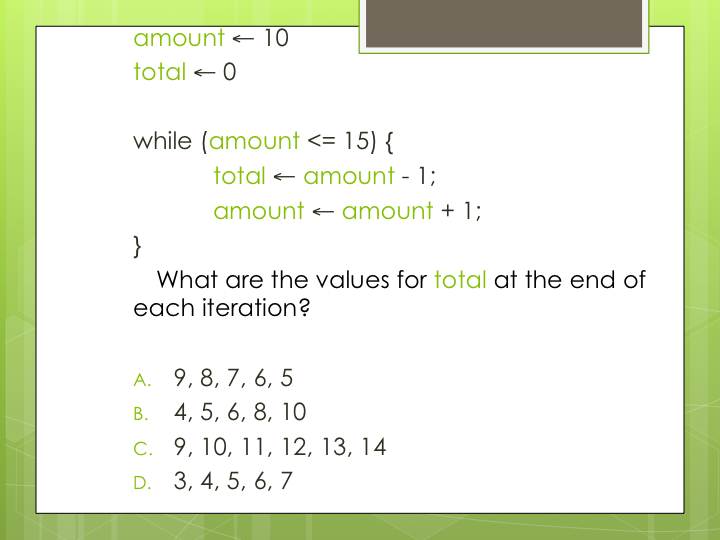 amount ← 10
total ← 0
while (amount <= 15) {
total ← amount - 1;
amount ← amount + 1;
}
What are the values for total at the end of
each iteration?
A. 9, 8, 7, 6, 5
B. 4, 5, 6, 8, 10
C. 9, 10, 11, 12, 13, 14
D. 3, 4, 5, 6, 7